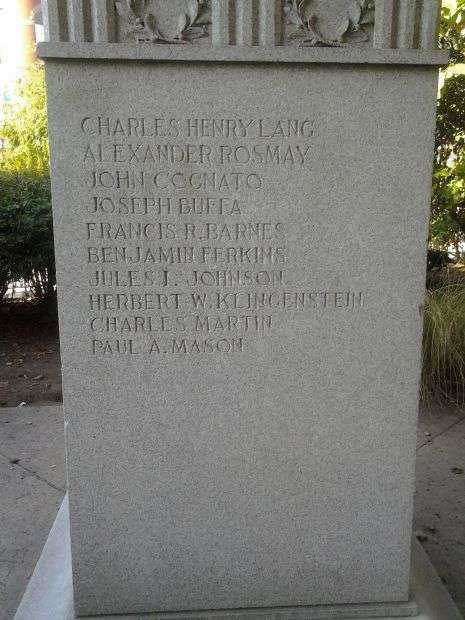 CHARLES HENRY LANG
ALEXANDER ROSMAY
JOHN COGNATO
JOSEPH BUFFA
FRANCIS R. BARNES
BENJAMIN PERKINS
JULES I. JOHNSON
HERBERT W. KLINGENSTEIN
CHARLES MARTIN
PAUL A. MASON